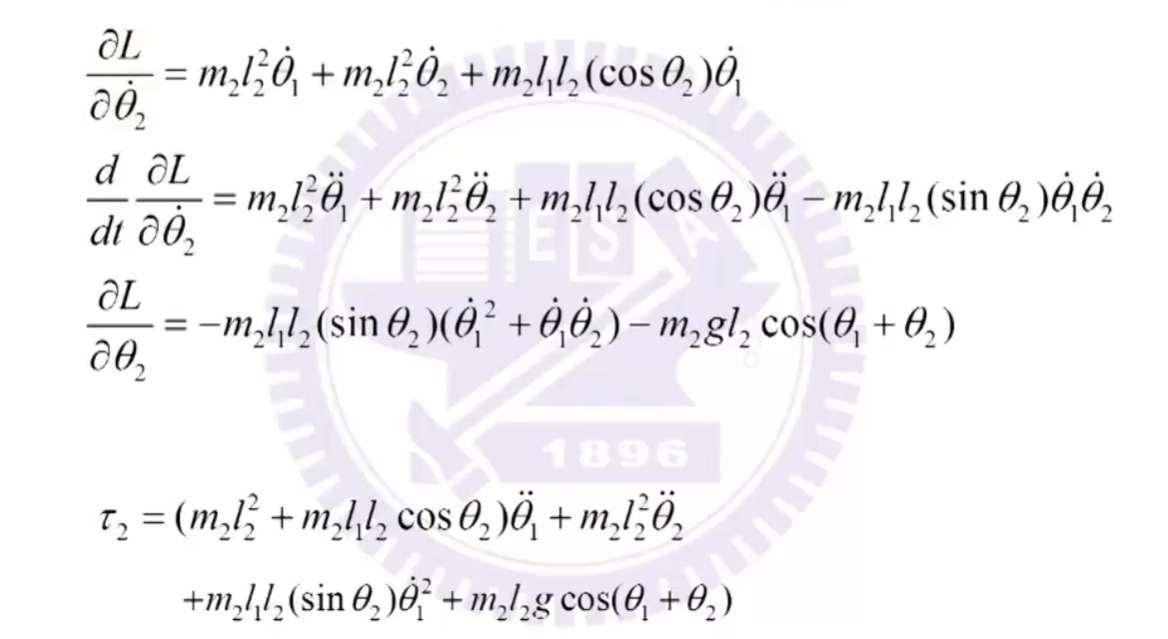 ∂L/∂θ̇₂ = m₂l₂²θ̇₁ + m₂l₂²θ̇₂ + m₂l₁l₂(cos θ₂)θ̇₁
d/dt ∂L/∂θ̇₂ = m₂l₂²θ̈₁ + m₂l₂²θ̈₂ + m₂l₁l₂(cos θ₂)θ̈₁ − m₂l₁l₂(sin θ₂)θ̇₁θ̇₂
ESA
∂L/∂θ₂ = −m₂l₁l₂(sin θ₂)(θ̇₁² + θ̇₁θ̇₂) − m₂gl₂ cos(θ₁ + θ₂)
1896
τ₂ = (m₂l₂² + m₂l₁l₂ cos θ₂)θ̈₁ + m₂l₂²θ̈₂
+m₂l₁l₂(sin θ₂)θ̇₁² + m₂l₂g cos(θ₁ + θ₂)